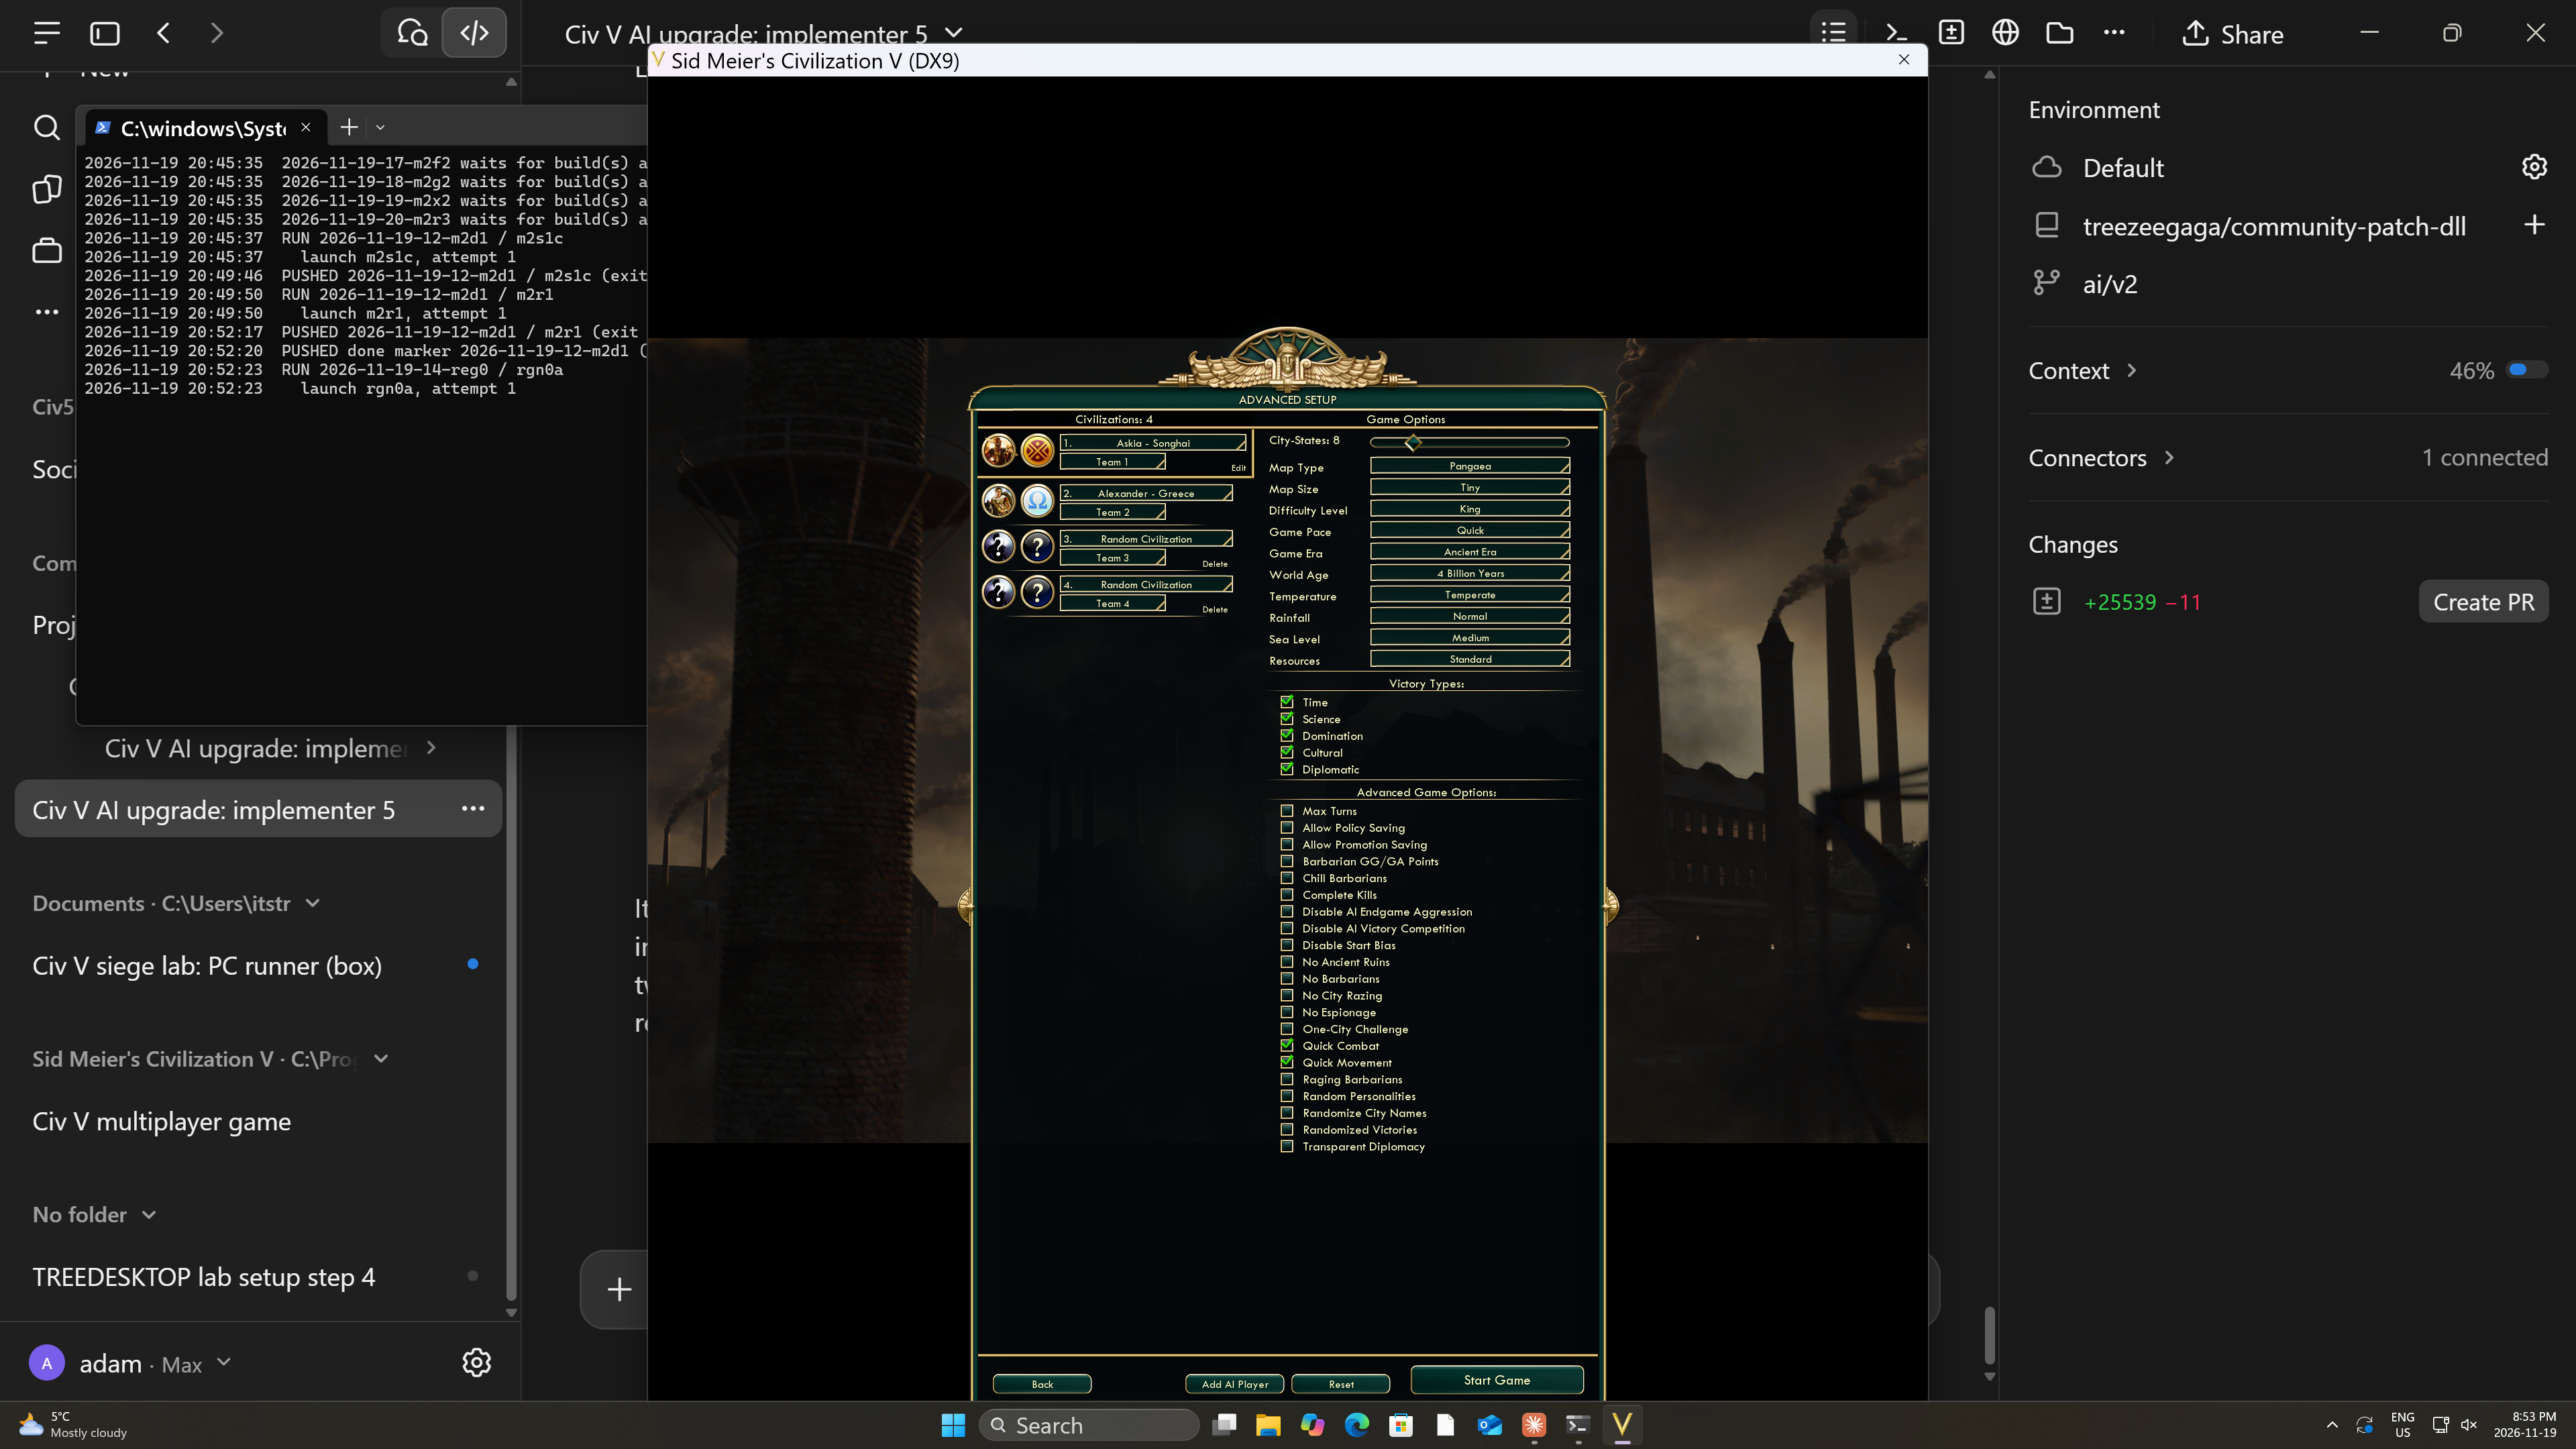 Civ V AI upgrade: implementer 5
Share
New
Sid Meier's Civilization V (DX9)
C:\windows\Syst
2026-11-19 20:45:35  2026-11-19-17-m2f2 waits for build(s) a
2026-11-19 20:45:35  2026-11-19-18-m2g2 waits for build(s) a
2026-11-19 20:45:35  2026-11-19-19-m2x2 waits for build(s) a
2026-11-19 20:45:35  2026-11-19-20-m2r3 waits for build(s) a
2026-11-19 20:45:37  RUN 2026-11-19-12-m2d1 / m2s1c
2026-11-19 20:45:37    launch m2s1c, attempt 1
2026-11-19 20:49:46  PUSHED 2026-11-19-12-m2d1 / m2s1c (exit
2026-11-19 20:49:50  RUN 2026-11-19-12-m2d1 / m2r1
2026-11-19 20:49:50    launch m2r1, attempt 1
2026-11-19 20:52:17  PUSHED 2026-11-19-12-m2d1 / m2r1 (exit
2026-11-19 20:52:20  PUSHED done marker 2026-11-19-12-m2d1 (
2026-11-19 20:52:23  RUN 2026-11-19-14-reg0 / rgn0a
2026-11-19 20:52:23    launch rgn0a, attempt 1
Civ5
Soci
Com
Proj
Civ V AI upgrade: implemer
Civ V AI upgrade: implementer 5
Documents · C:\Users\itstr
Civ V siege lab: PC runner (box)
Sid Meier's Civilization V · C:\Pro
Civ V multiplayer game
No folder
TREEDESKTOP lab setup step 4
A
adam · Max
ADVANCED SETUP
Civilizations: 4
1. Askia - Songhai
Team 1
Edit
2. Alexander - Greece
Team 2
3. Random Civilization
Team 3
Delete
4. Random Civilization
Team 4
Delete
Game Options
City-States: 8
Map Type Pangaea
Map Size Tiny
Difficulty Level King
Game Pace Quick
Game Era Ancient Era
World Age 4 Billion Years
Temperature Temperate
Rainfall Normal
Sea Level Medium
Resources Standard
Victory Types:
Time
Science
Domination
Cultural
Diplomatic
Advanced Game Options:
Max Turns
Allow Policy Saving
Allow Promotion Saving
Barbarian GG/GA Points
Chill Barbarians
Complete Kills
Disable AI Endgame Aggression
Disable AI Victory Competition
Disable Start Bias
No Ancient Ruins
No Barbarians
No City Razing
No Espionage
One-City Challenge
Quick Combat
Quick Movement
Raging Barbarians
Random Personalities
Randomize City Names
Randomized Victories
Transparent Diplomacy
Back
Add AI Player
Reset
Start Game
Environment
Default
treezeegaga/community-patch-dll
ai/v2
Context
46%
Connectors
1 connected
Changes
+25539 −11
Create PR
5°C
Mostly cloudy
Search
ENG
US
8:53 PM
2026-11-19